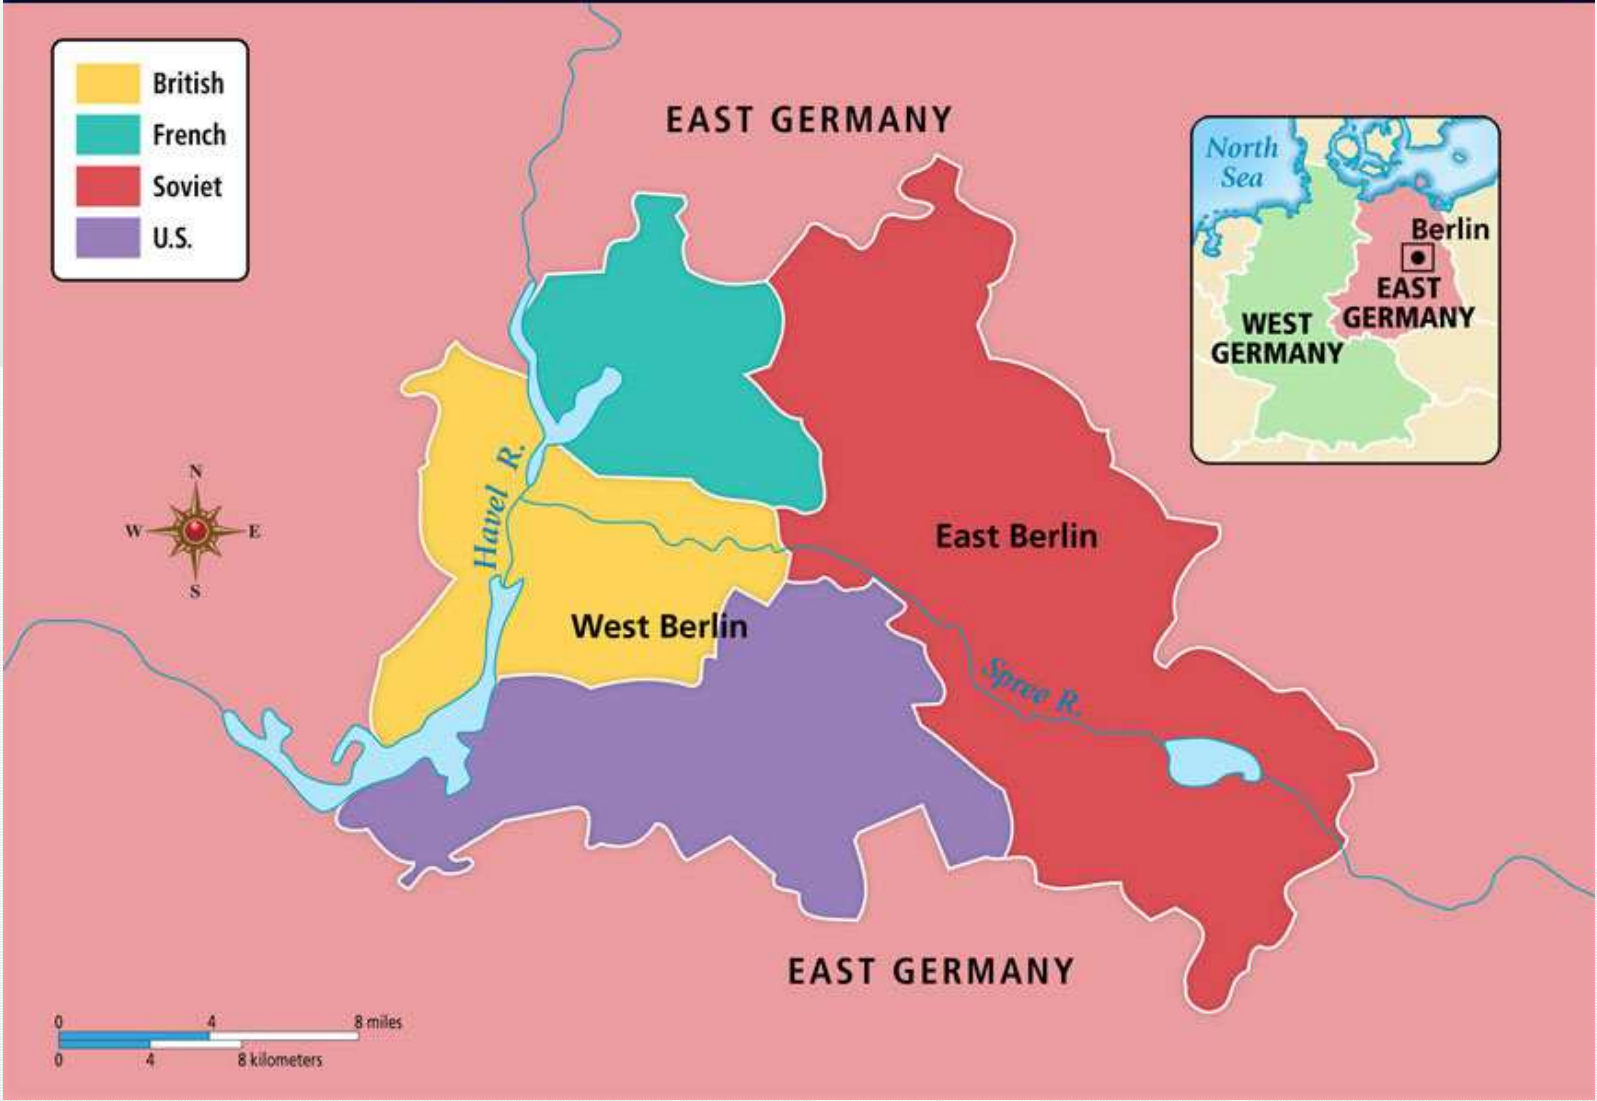 British
French
Soviet
U.S.
EAST GERMANY
North
Sea
Berlin
EAST
GERMANY
WEST
GERMANY
N
W
E
S
Havel R.
East Berlin
West Berlin
Spree R.
EAST GERMANY
0 4 8 miles
0 4 8 kilometers